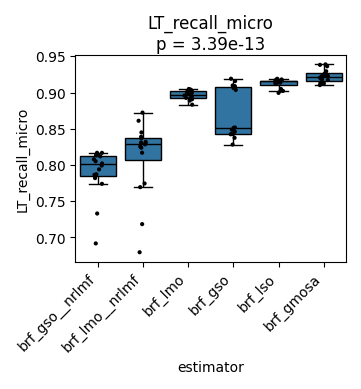 LT_recall_micro
p = 3.39e-13
LT_recall_micro
0.95
0.90
0.85
0.80
0.75
0.70
brf_gso__nrlmf
brf_lmo__nrlmf
brf_lmo
brf_gso
brf_lso
brf_gmosa
estimator